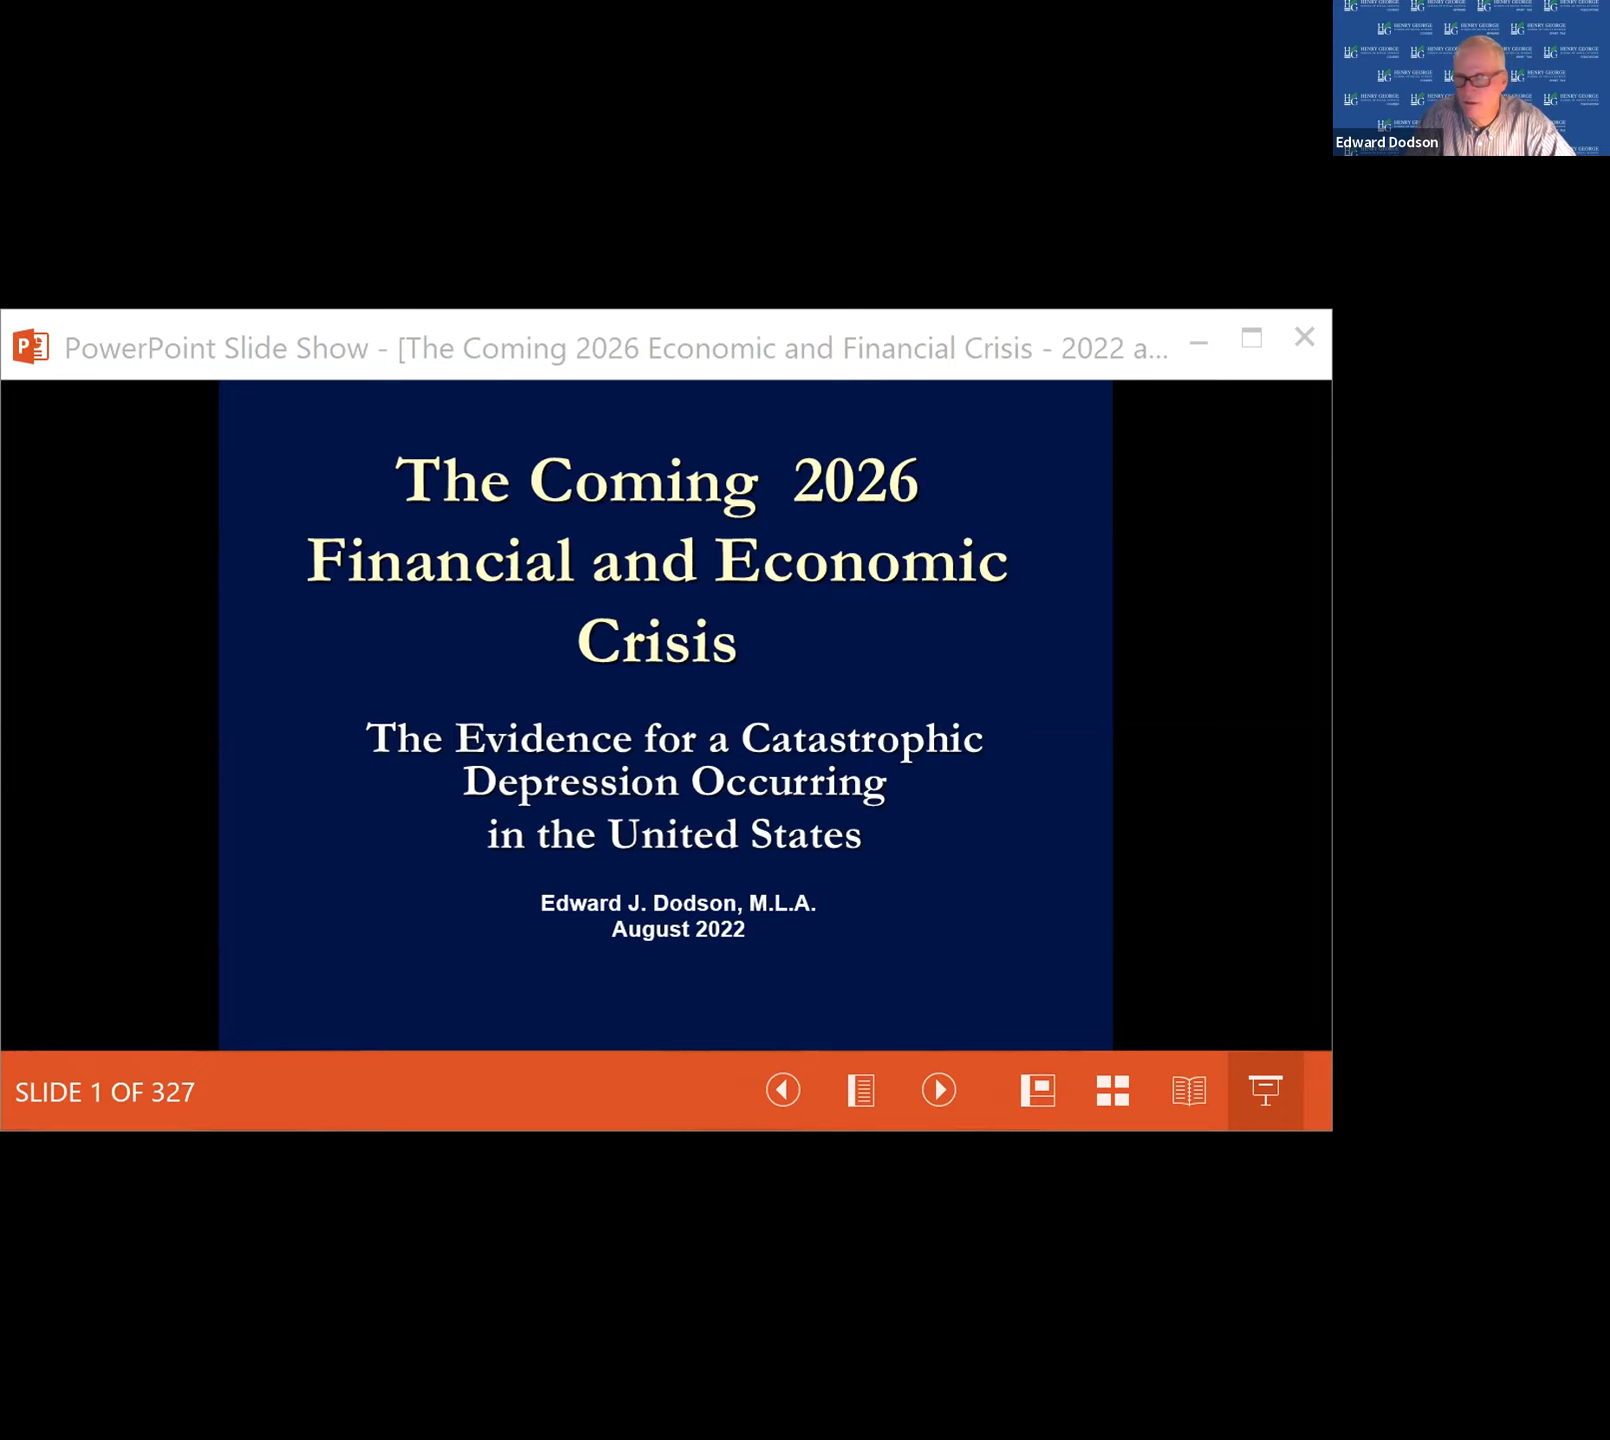 HENRY GEORGE
Edward Dodson
PowerPoint Slide Show - [The Coming 2026 Economic and Financial Crisis - 2022 a...
The Coming 2026
Financial and Economic
Crisis
The Evidence for a Catastrophic
Depression Occurring
in the United States
Edward J. Dodson, M.L.A.
August 2022
SLIDE 1 OF 327